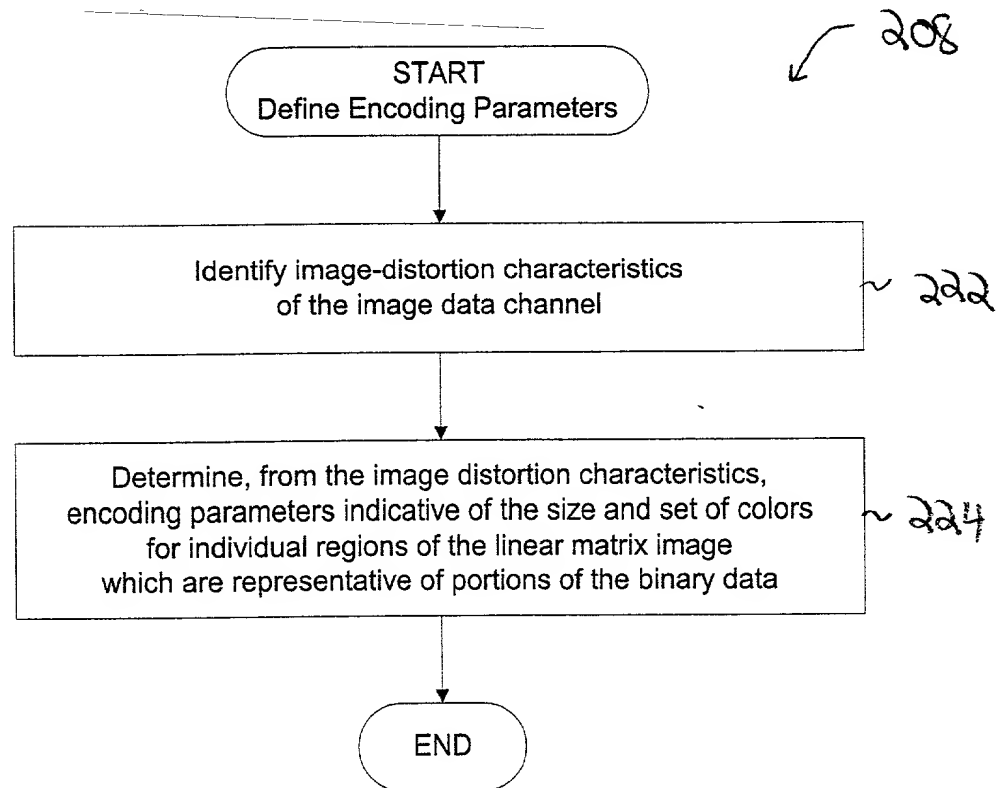 208
START
Define Encoding Parameters
Identify image-distortion characteristics
of the image data channel
222
Determine, from the image distortion characteristics,
encoding parameters indicative of the size and set of colors
for individual regions of the linear matrix image
which are representative of portions of the binary data
224
END